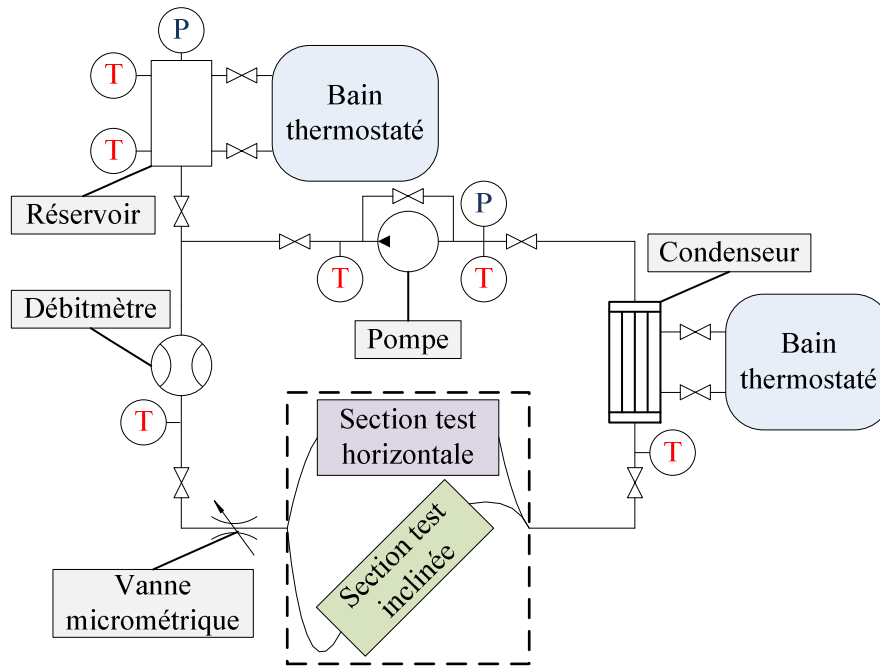 P
T
T
Bain
thermostaté
Réservoir
P
T
T
Pompe
Condenseur
Débitmètre
Bain
thermostaté
T
T
Section test
horizontale
Section test
inclinée
Vanne
micrométrique